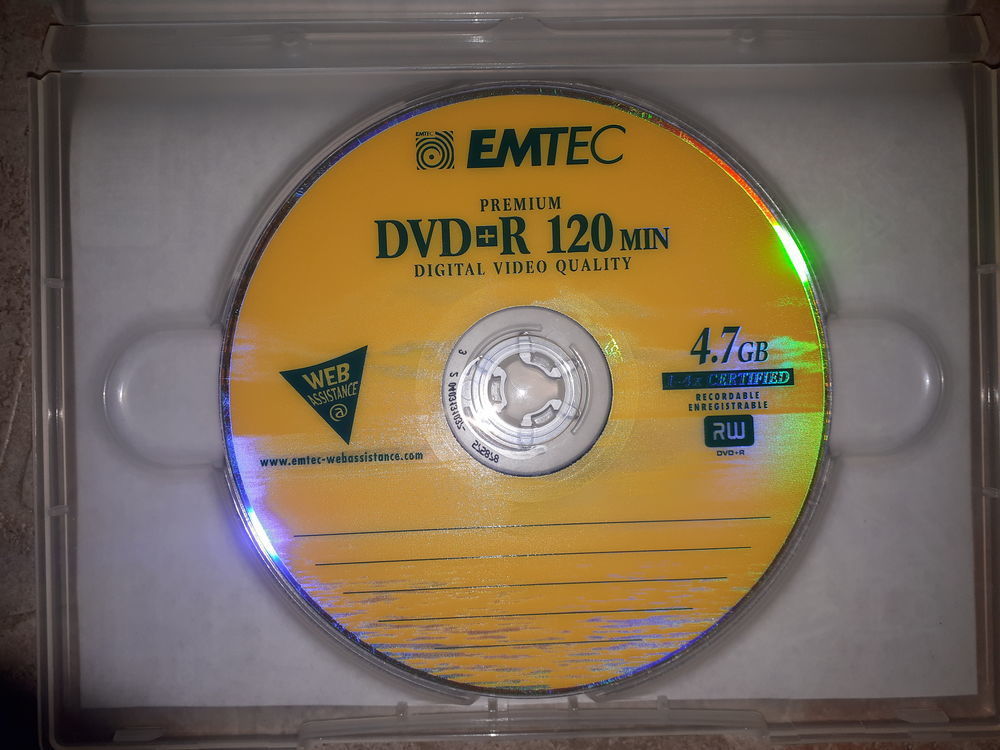 EMTEC
EMTEC
PREMIUM
DVD+R 120 MIN
DIGITAL VIDEO QUALITY
4.7GB
1-4x CERTIFIED
RECORDABLE
ENREGISTRABLE
RW
DVD+R
WEB
ASSISTANCE
@
www.emtec-webassistance.com